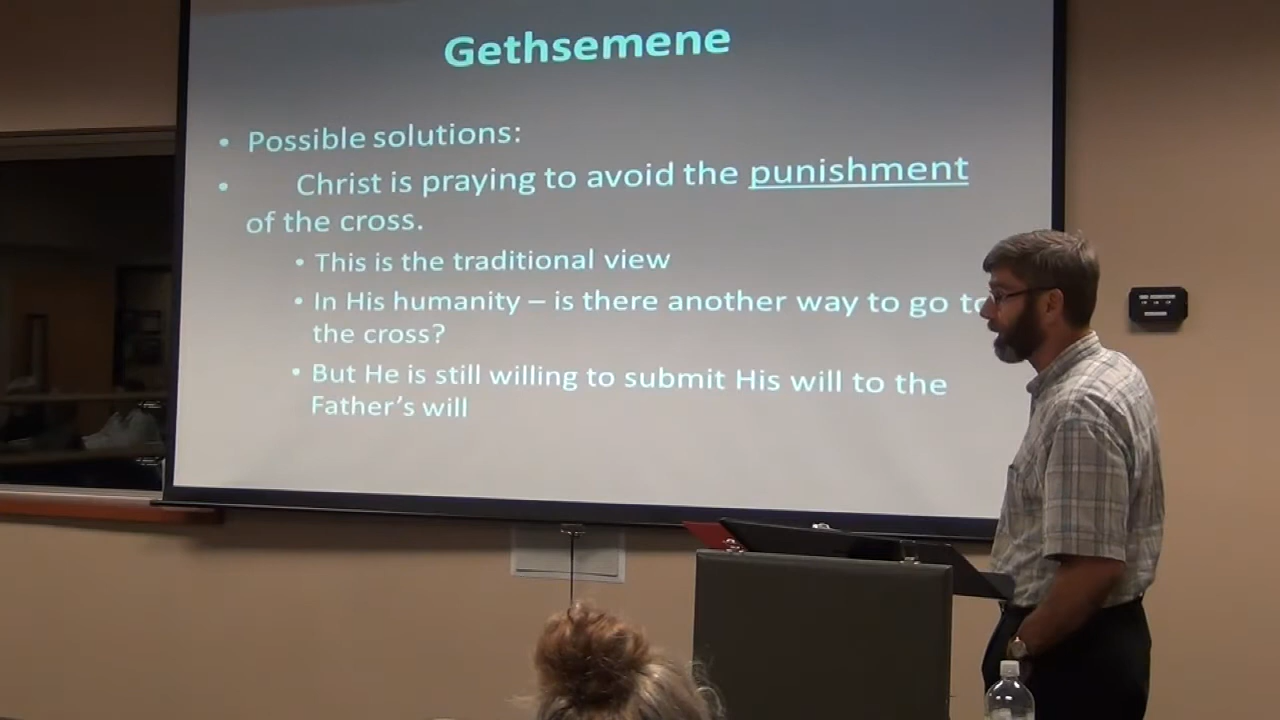 Gethsemene
• Possible solutions:
• Christ is praying to avoid the punishment
of the cross.
• This is the traditional view
• In His humanity – is there another way to go to
the cross?
• But He is still willing to submit His will to the
Father's will